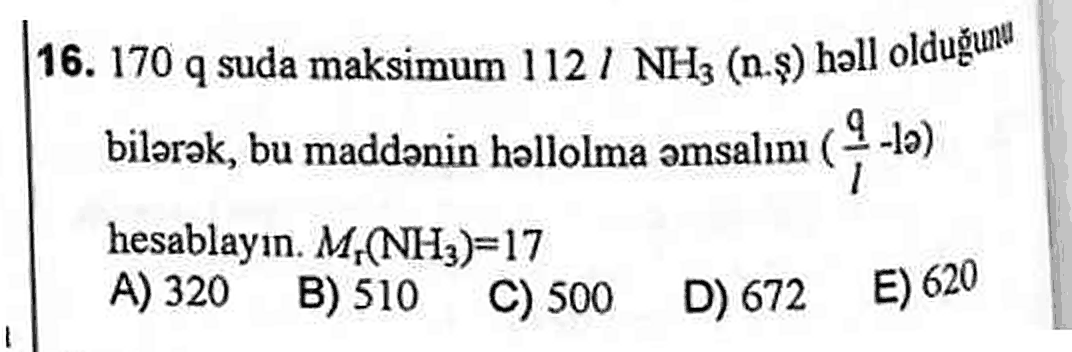 16. 170 q suda maksimum 112 l NH₃ (n.ş) həll olduğunu
bilərək, bu maddənin həllolma əmsalını (q/l -lə)
hesablayın. Mᵣ(NH₃)=17
A) 320 B) 510 C) 500 D) 672 E) 620